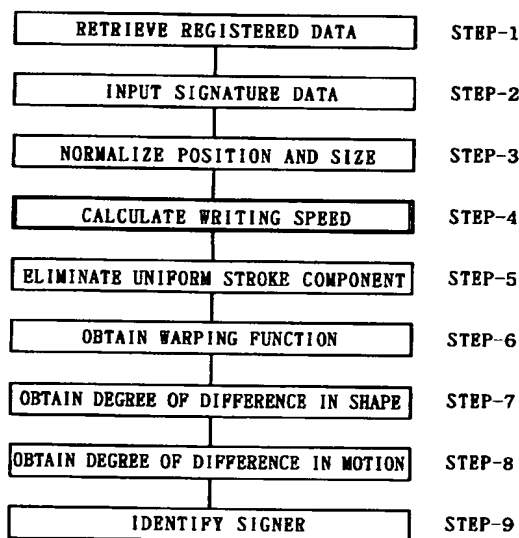 RETRIEVE REGISTERED DATA STEP-1
INPUT SIGNATURE DATA STEP-2
NORMALIZE POSITION AND SIZE STEP-3
CALCULATE WRITING SPEED STEP-4
ELIMINATE UNIFORM STROKE COMPONENT STEP-5
OBTAIN WARPING FUNCTION STEP-6
OBTAIN DEGREE OF DIFFERENCE IN SHAPE STEP-7
OBTAIN DEGREE OF DIFFERENCE IN MOTION STEP-8
IDENTIFY SIGNER STEP-9